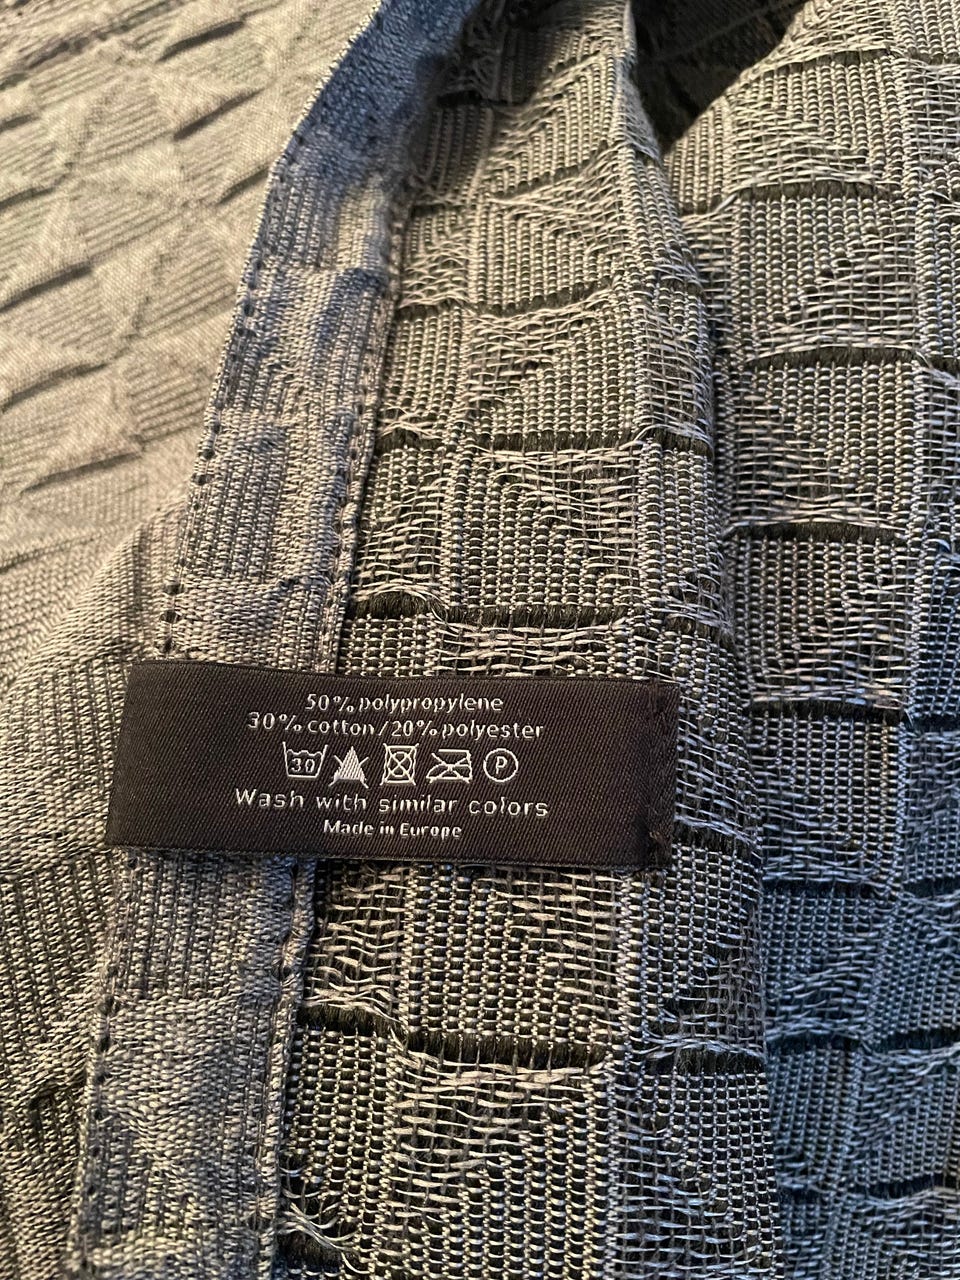 50% polypropylene
30% cotton/20% polyester
30 P
Wash with similar colors
Made in Europe